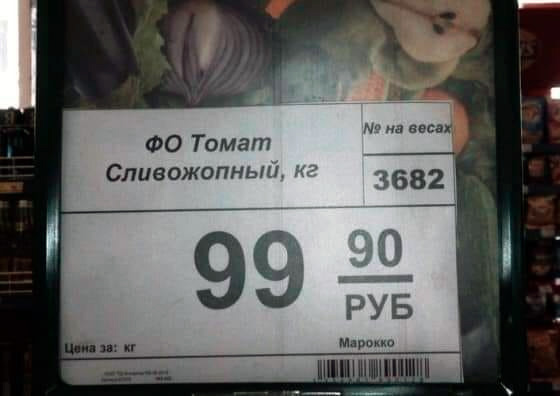 ФО Томат
Сливожопный, кг
№ на весах
3682
99 90
РУБ
Цена за: кг
Марокко